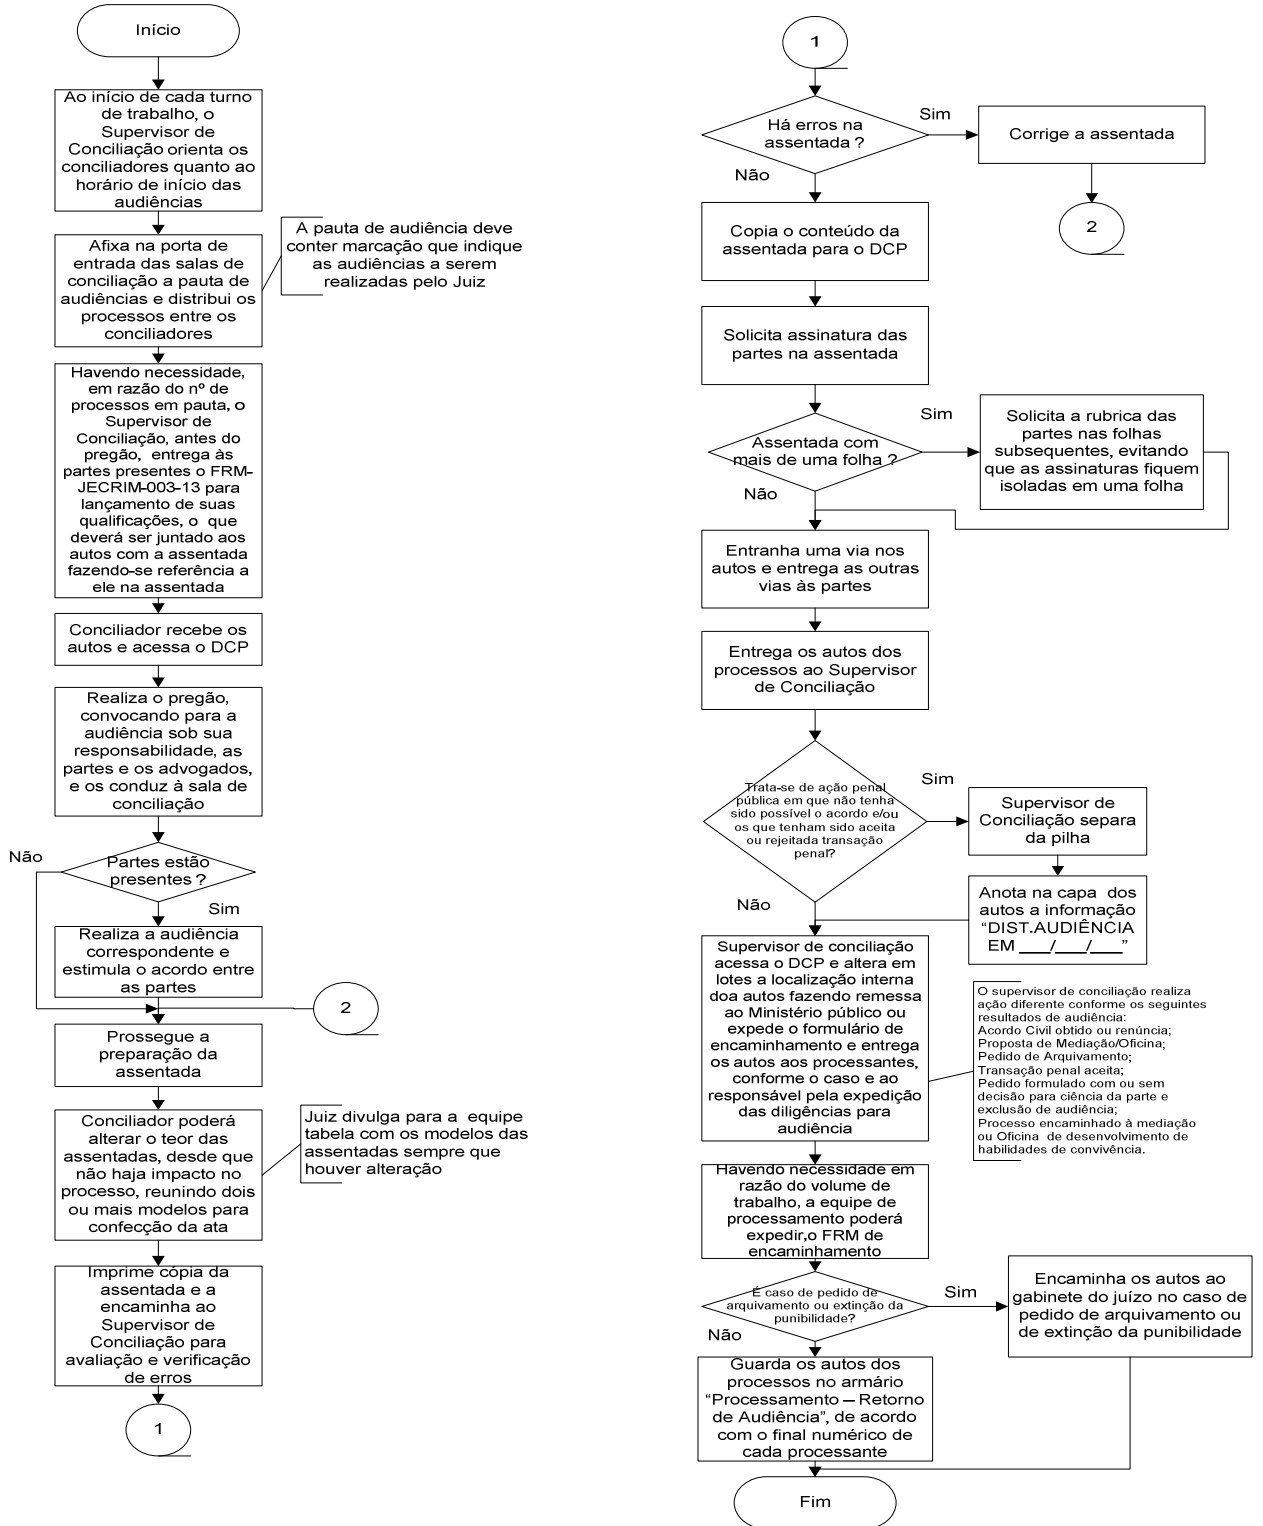 Início
Ao início de cada turno
de trabalho, o
Supervisor de
Conciliação orienta os
conciliadores quanto ao
horário de início das
audiências
Afixa na porta de
entrada das salas de
conciliação a pauta de
audiências e distribui os
processos entre os
conciliadores
A pauta de audiência deve
conter marcação que indique
as audiências a serem
realizadas pelo Juiz
Havendo necessidade,
em razão do nº de
processos em pauta, o
Supervisor de
Conciliação, antes do
pregão, entrega às
partes presentes o FRM-
JECRIM-003-13 para
lançamento de suas
qualificações, o que
deverá ser juntado aos
autos com a assentada
fazendo-se referência a
ele na assentada
Conciliador recebe os
autos e acessa o DCP
Realiza o pregão,
convocando para a
audiência sob sua
responsabilidade, as
partes e os advogados,
e os conduz à sala de
conciliação
Não
Partes estão
presentes ?
Sim
Realiza a audiência
correspondente e
estimula o acordo entre
as partes
2
Prossegue a
preparação da
assentada
Conciliador poderá
alterar o teor das
assentadas, desde que
não haja impacto no
processo, reunindo dois
ou mais modelos para
confecção da ata
Juiz divulga para a equipe
tabela com os modelos das
assentadas sempre que
houver alteração
Imprime cópia da
assentada e a
encaminha ao
Supervisor de
Conciliação para
avaliação e verificação
de erros
1
1
Há erros na
assentada ?
Sim
Corrige a assentada
2
Não
Copia o conteúdo da
assentada para o DCP
Solicita assinatura das
partes na assentada
Assentada com
mais de uma folha ?
Sim
Solicita a rubrica das
partes nas folhas
subsequentes, evitando
que as assinaturas fiquem
isoladas em uma folha
Não
Entranha uma via nos
autos e entrega as outras
vias às partes
Entrega os autos dos
processos ao Supervisor
de Conciliação
Trata-se de ação penal
pública em que não tenha
sido possível o acordo e/ou
os que tenham sido aceita
ou rejeitada transação
penal?
Sim
Supervisor de
Conciliação separa
da pilha
Anota na capa dos
autos a informação
“DIST.AUDIÊNCIA
EM ___/___/___”
Não
Supervisor de conciliação
acessa o DCP e altera em
lotes a localização interna
doa autos fazendo remessa
ao Ministério público ou
expede o formulário de
encaminhamento e entrega
os autos aos processantes,
conforme o caso e ao
responsável pela expedição
das diligências para
audiência
O supervisor de conciliação realiza
ação diferente conforme os seguintes
resultados de audiência:
Acordo Civil obtido ou renúncia;
Proposta de Mediação/Oficina;
Pedido de Arquivamento;
Transação penal aceita;
Pedido formulado com ou sem
decisão para ciência da parte e
exclusão de audiência;
Processo encaminhado à mediação
ou Oficina de desenvolvimento de
habilidades de convivência.
Havendo necessidade em
razão do volume de
trabalho, a equipe de
processamento poderá
expedir,o FRM de
encaminhamento
É caso de pedido de
arquivamento ou extinção da
punibilidade?
Sim
Encaminha os autos ao
gabinete do juízo no caso de
pedido de arquivamento ou
de extinção da punibilidade
Não
Guarda os autos dos
processos no armário
“Processamento – Retorno
de Audiência”, de acordo
com o final numérico de
cada processante
Fim